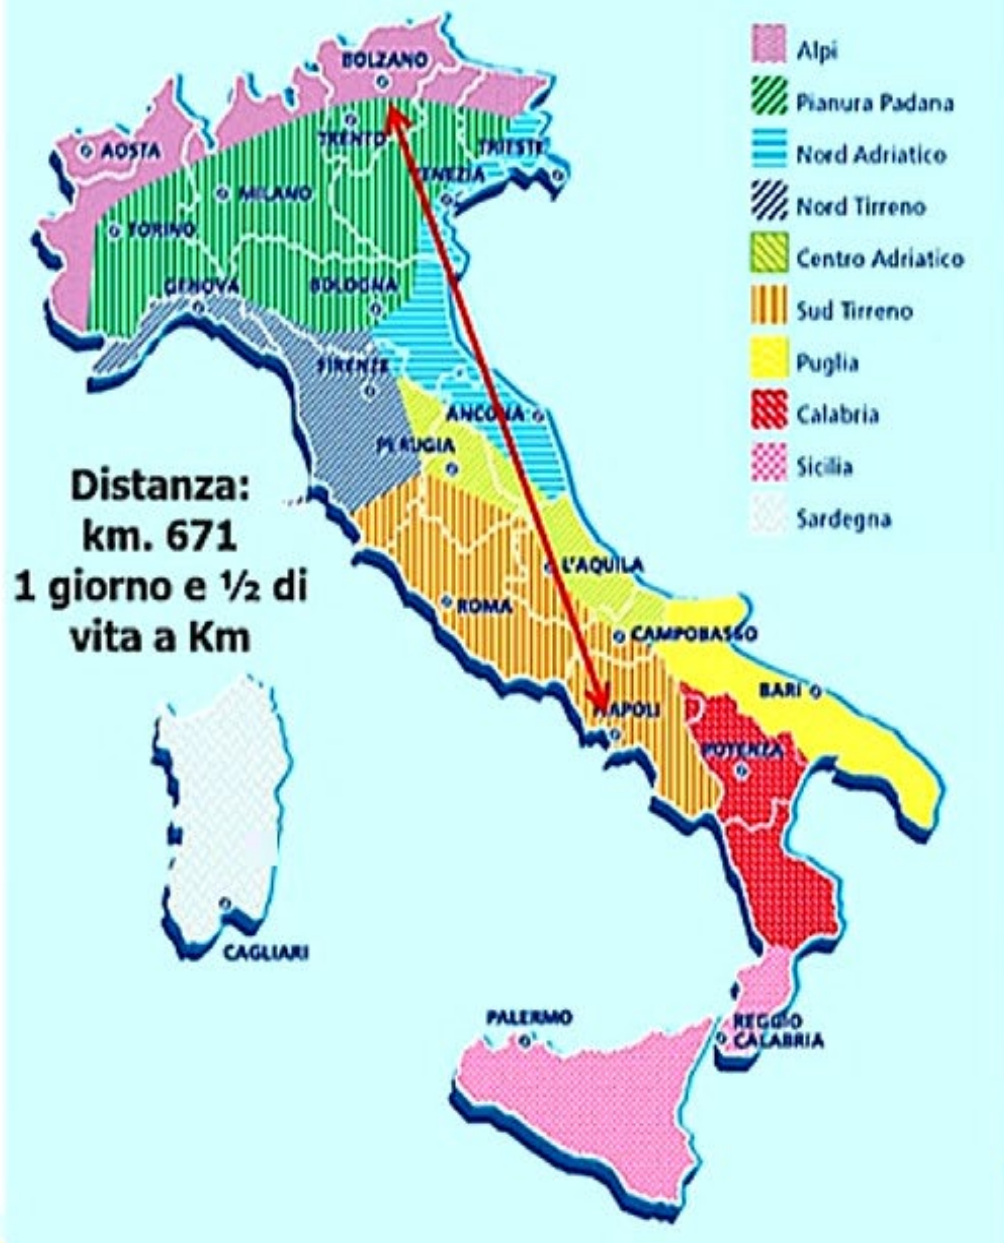 BOLZANO
TRENTO
TRIESTE
AOSTA
VENEZIA
MILANO
TORINO
GENOVA
BOLOGNA
FIRENZE
ANCONA
PERUGIA
L'AQUILA
ROMA
CAMPOBASSO
BARI
NAPOLI
POTENZA
CAGLIARI
PALERMO
REGGIO
CALABRIA
Alpi
Pianura Padana
Nord Adriatico
Nord Tirreno
Centro Adriatico
Sud Tirreno
Puglia
Calabria
Sicilia
Sardegna
Distanza:
km. 671
1 giorno e ½ di
vita a Km